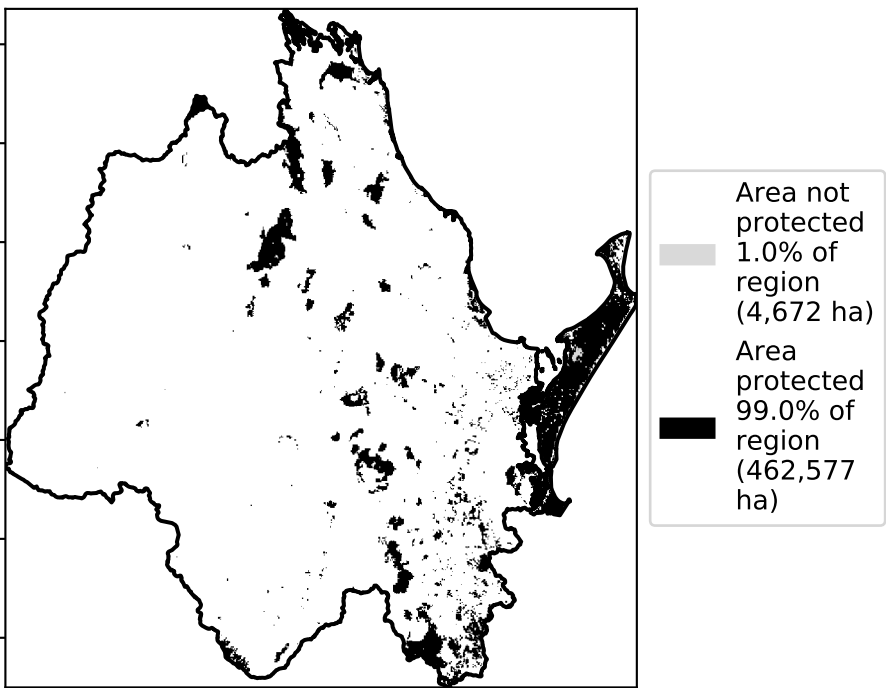 Area not
protected
1.0% of
region
(4,672 ha)
Area
protected
99.0% of
region
(462,577
ha)